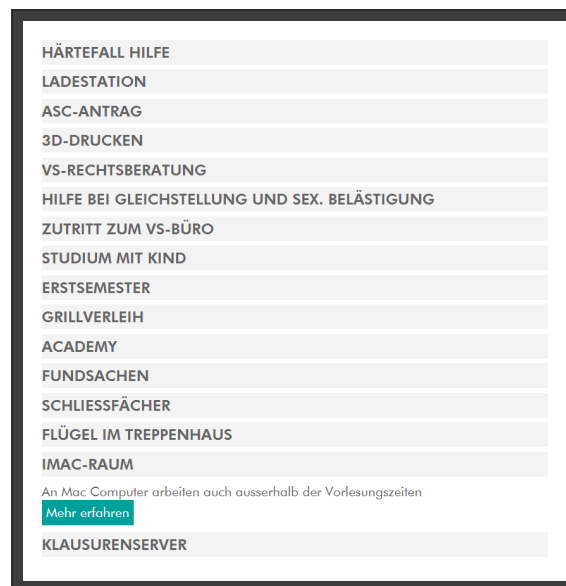 HÄRTEFALL HILFE
LADESTATION
ASC-ANTRAG
3D-DRUCKEN
VS-RECHTSBERATUNG
HILFE BEI GLEICHSTELLUNG UND SEX. BELÄSTIGUNG
ZUTRITT ZUM VS-BÜRO
STUDIUM MIT KIND
ERSTSEMESTER
GRILLVERLEIH
ACADEMY
FUNDSACHEN
SCHLIESSFÄCHER
FLÜGEL IM TREPPENHAUS
IMAC-RAUM
An Mac Computer arbeiten auch ausserhalb der Vorlesungszeiten
Mehr erfahren
KLAUSURENSERVER